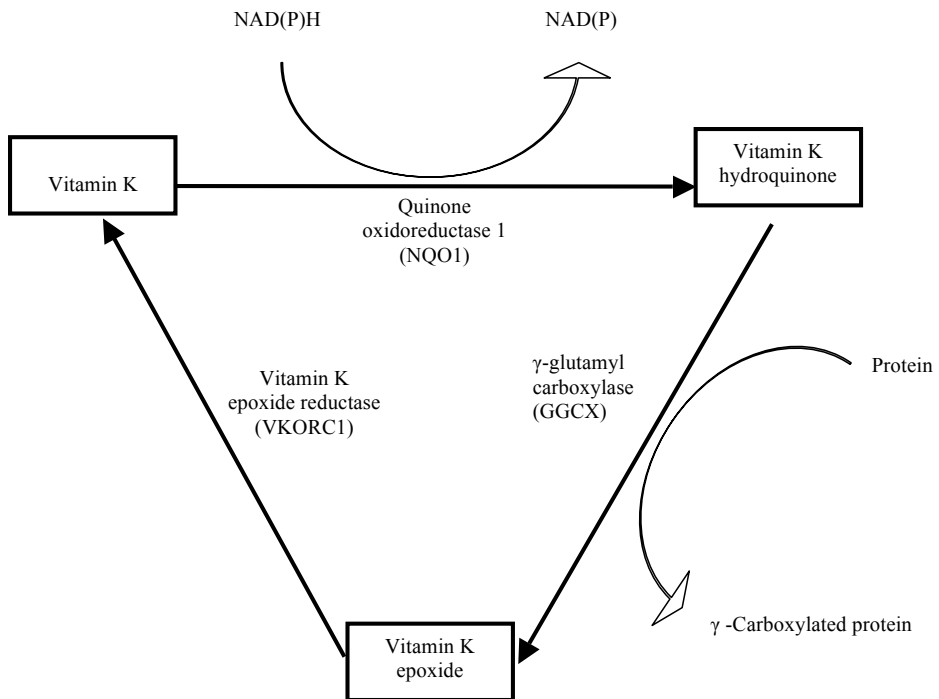 NAD(P)H
NAD(P)
Vitamin K
Vitamin K
hydroquinone
Quinone
oxidoreductase 1
(NQO1)
Vitamin K
epoxide reductase
(VKORC1)
γ-glutamyl
carboxylase
(GGCX)
Protein
γ -Carboxylated protein
Vitamin K
epoxide